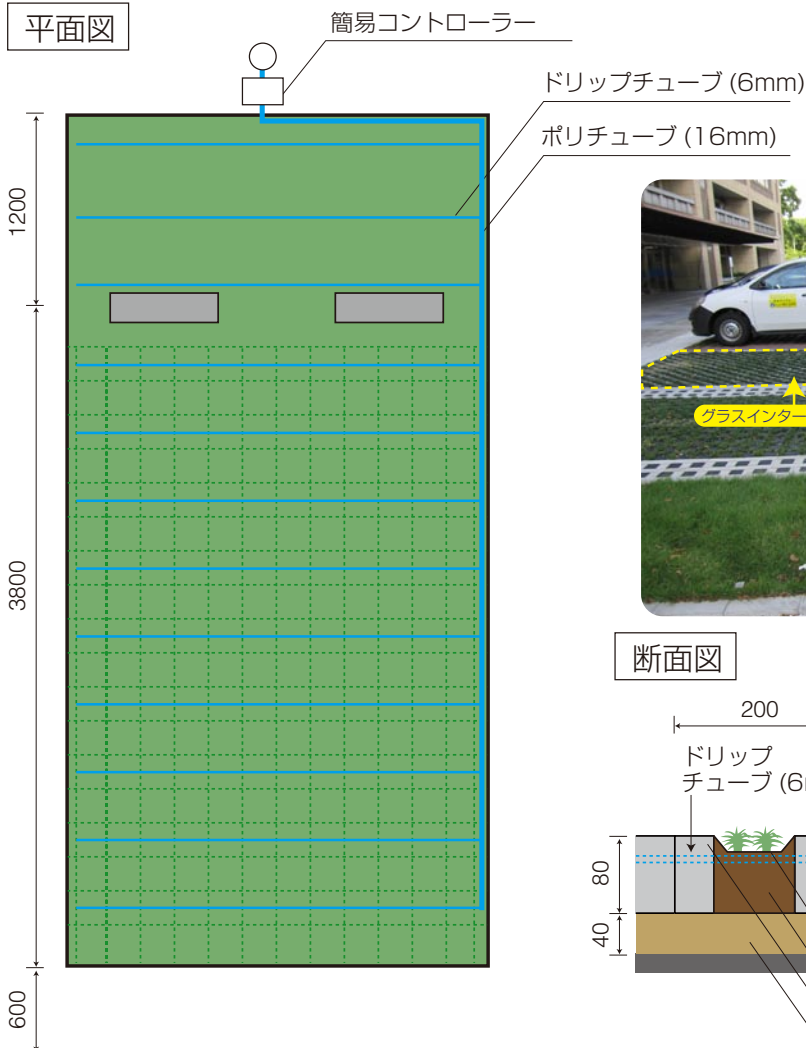 平面図
簡易コントローラー
ドリップチューブ (6mm)
ポリチューブ (16mm)
1200
3800
600
グラスインター
断面図
200
ドリップ
チューブ (6m
80
40